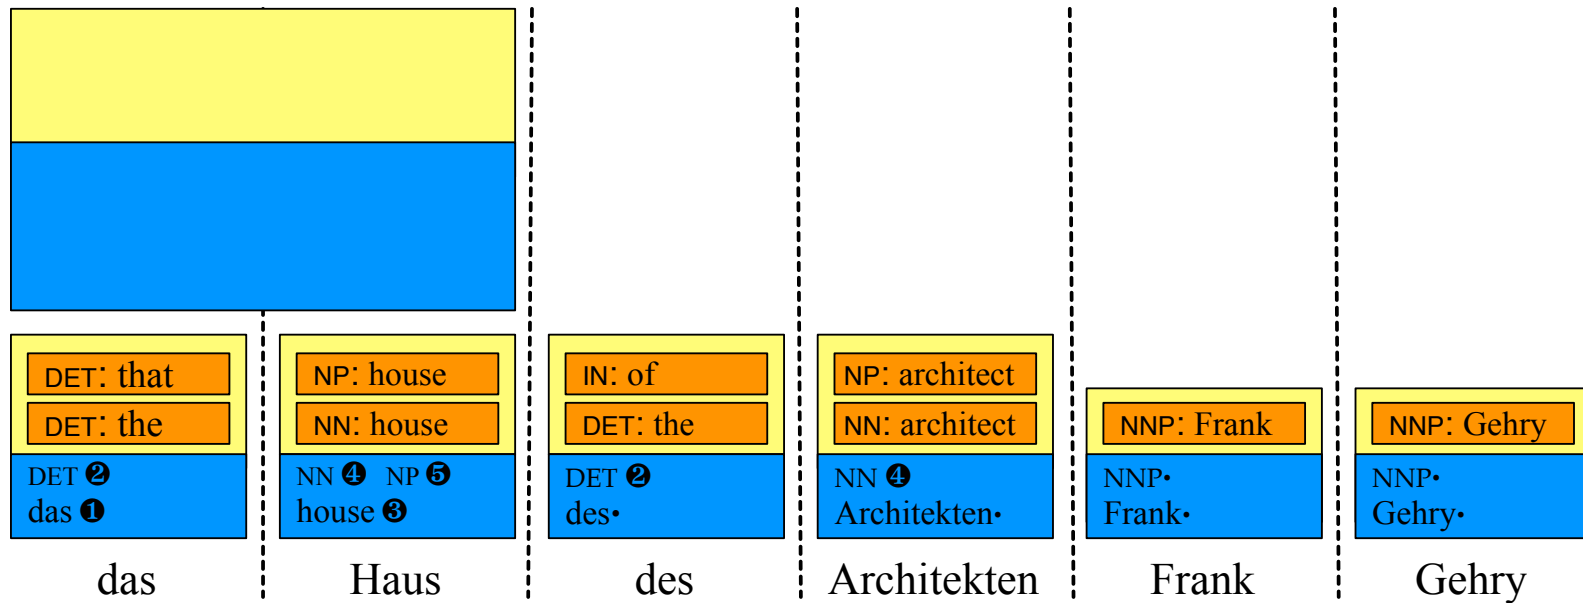 DET: that
DET: the
DET ❷
das ❶
NP: house
NN: house
NN ❹ NP ❺
house ❸
IN: of
DET: the
DET ❷
des•
NP: architect
NN: architect
NN ❹
Architekten•
NNP: Frank
NNP•
Frank•
NNP: Gehry
NNP•
Gehry•
das Haus des Architekten Frank Gehry